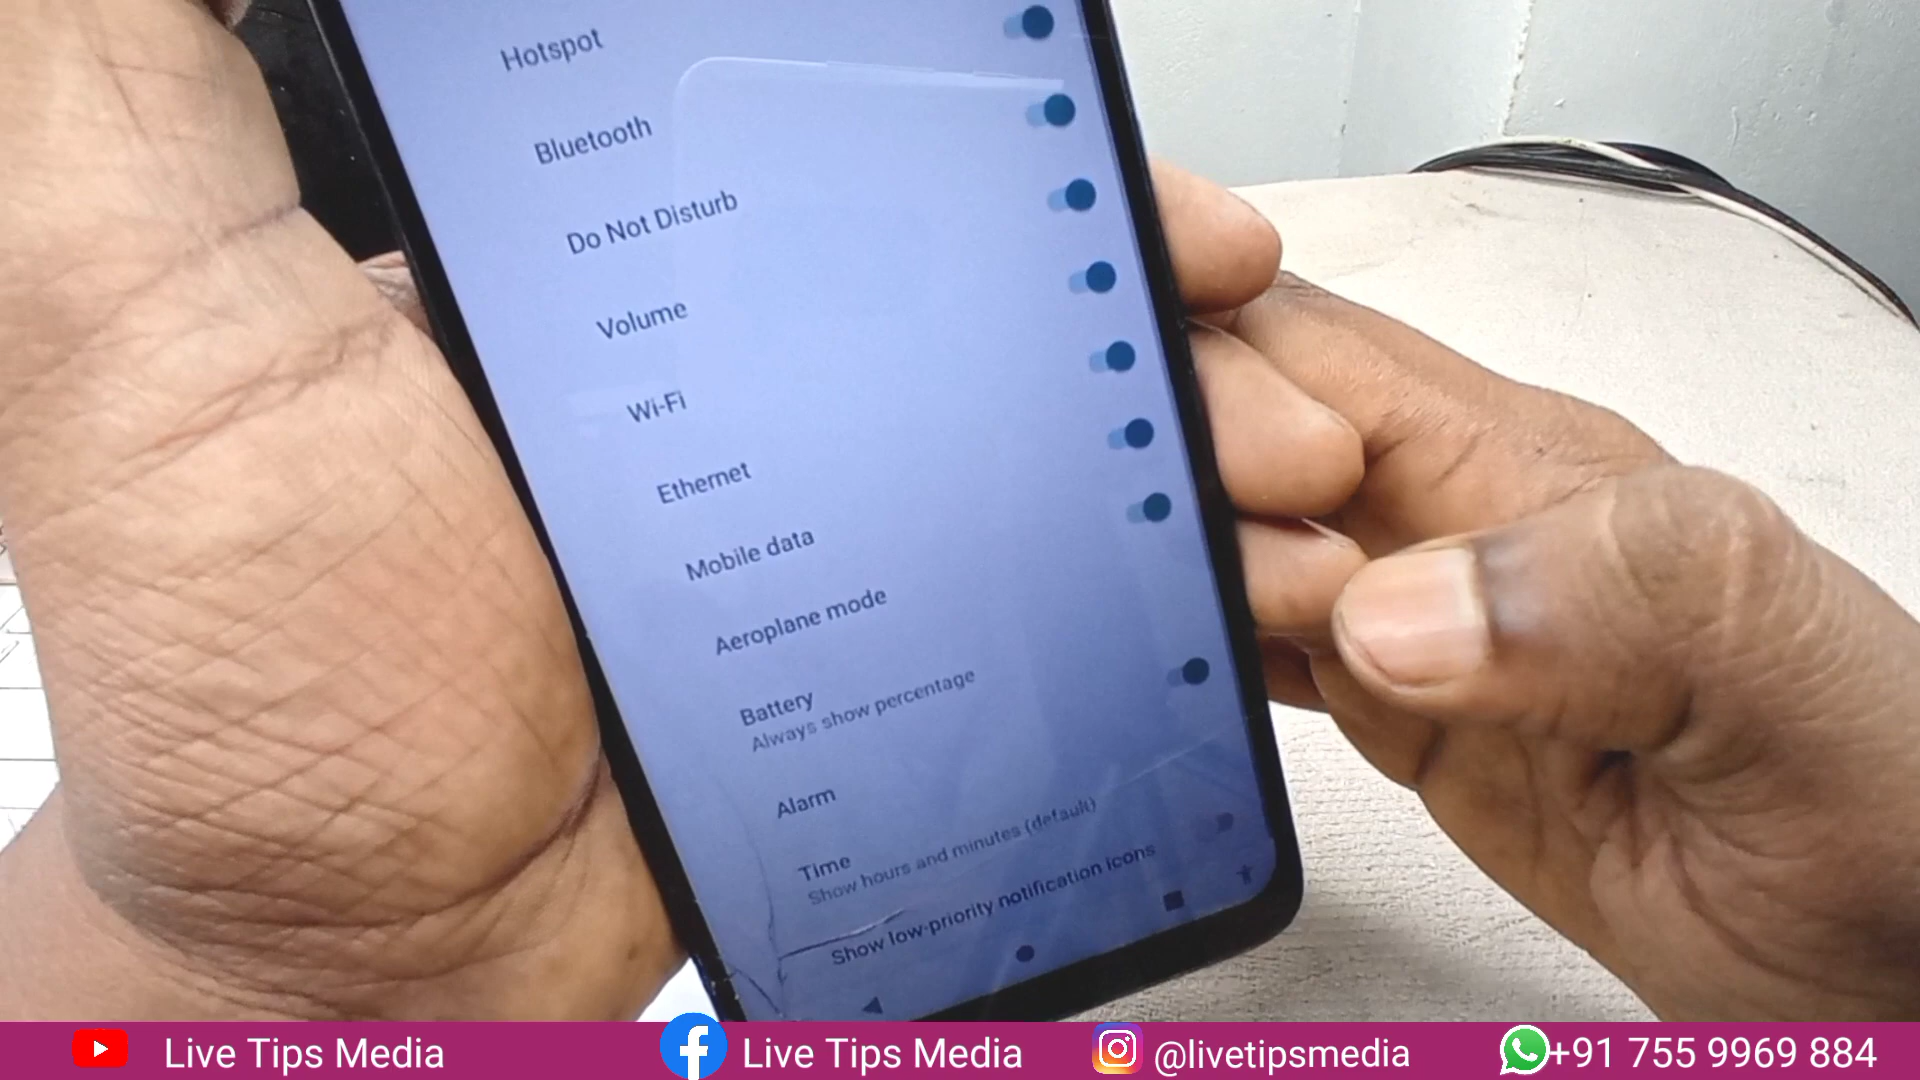 Hotspot
Bluetooth
Do Not Disturb
Volume
Wi-Fi
Ethernet
Mobile data
Aeroplane mode
Battery
Always show percentage
Alarm
Time
Show hours and minutes (default)
Show low-priority notification icons
Live Tips Media
Live Tips Media
@livetipsmedia
+91 755 9969 884